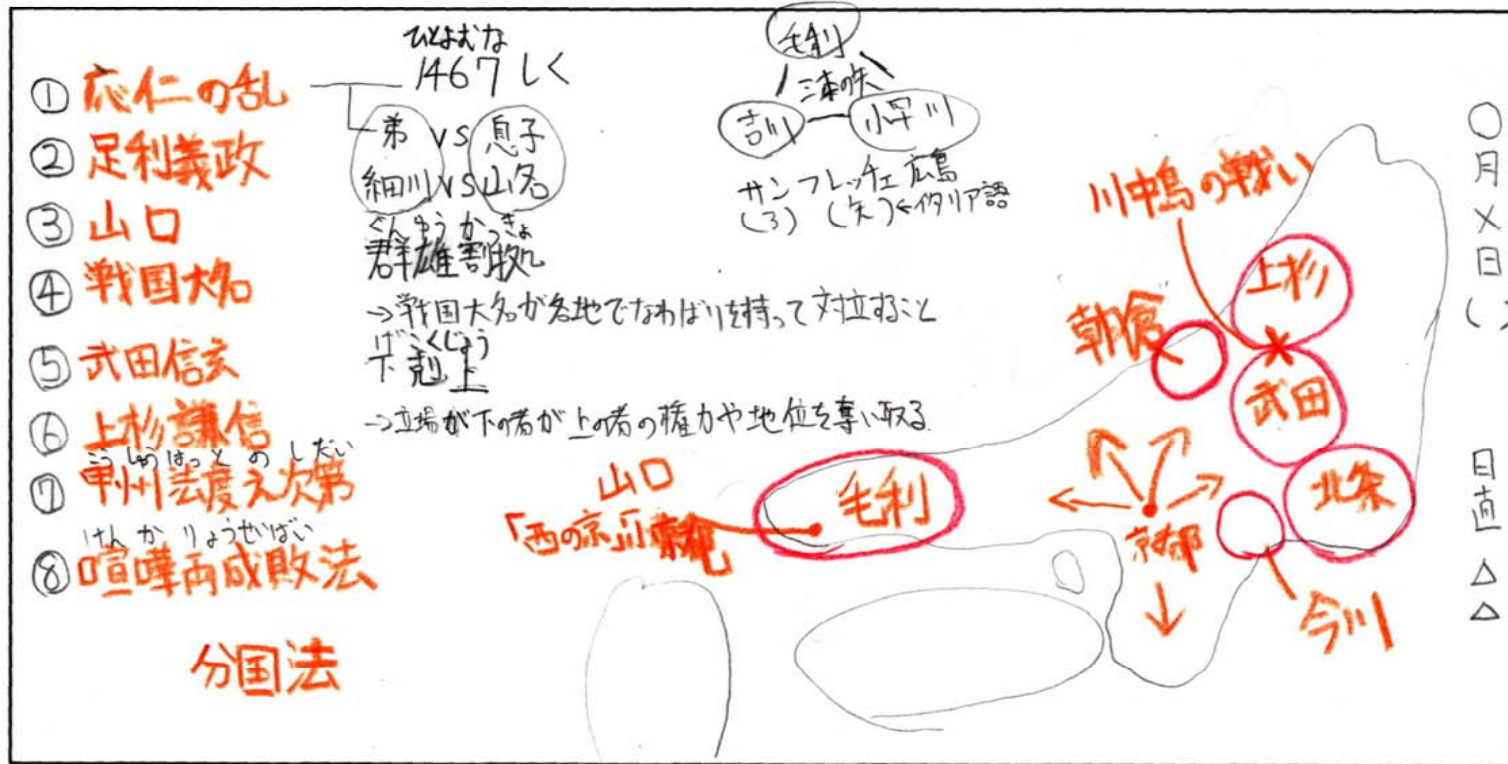 ① 応仁の乱
② 足利義政
③ 山口
④ 戦国大名
⑤ 武田信玄
⑥ 上杉謙信
こうしゅうはっとのしだい
⑦ 甲州法度之次第
けんかりょうせいばい
⑧ 喧嘩両成敗法
分国法
ひとよむな
1467しく
弟 VS 息子
細川 VS 山名
ぐんゆうかっきょ
群雄割拠
→戦国大名が各地でなわばりを持って対立すること
げこくじょう
下剋上
→立場が下の者が上の者の権力や地位を奪い取る
毛利
三本の矢
吉川 小早川
サンフレッチェ広島
(3) (矢)←イタリア語
川中島の戦い
上杉
朝倉
武田
北条
今川
京都
毛利
山口
「西の京」「小京都」
○月×日( )
日直 △△